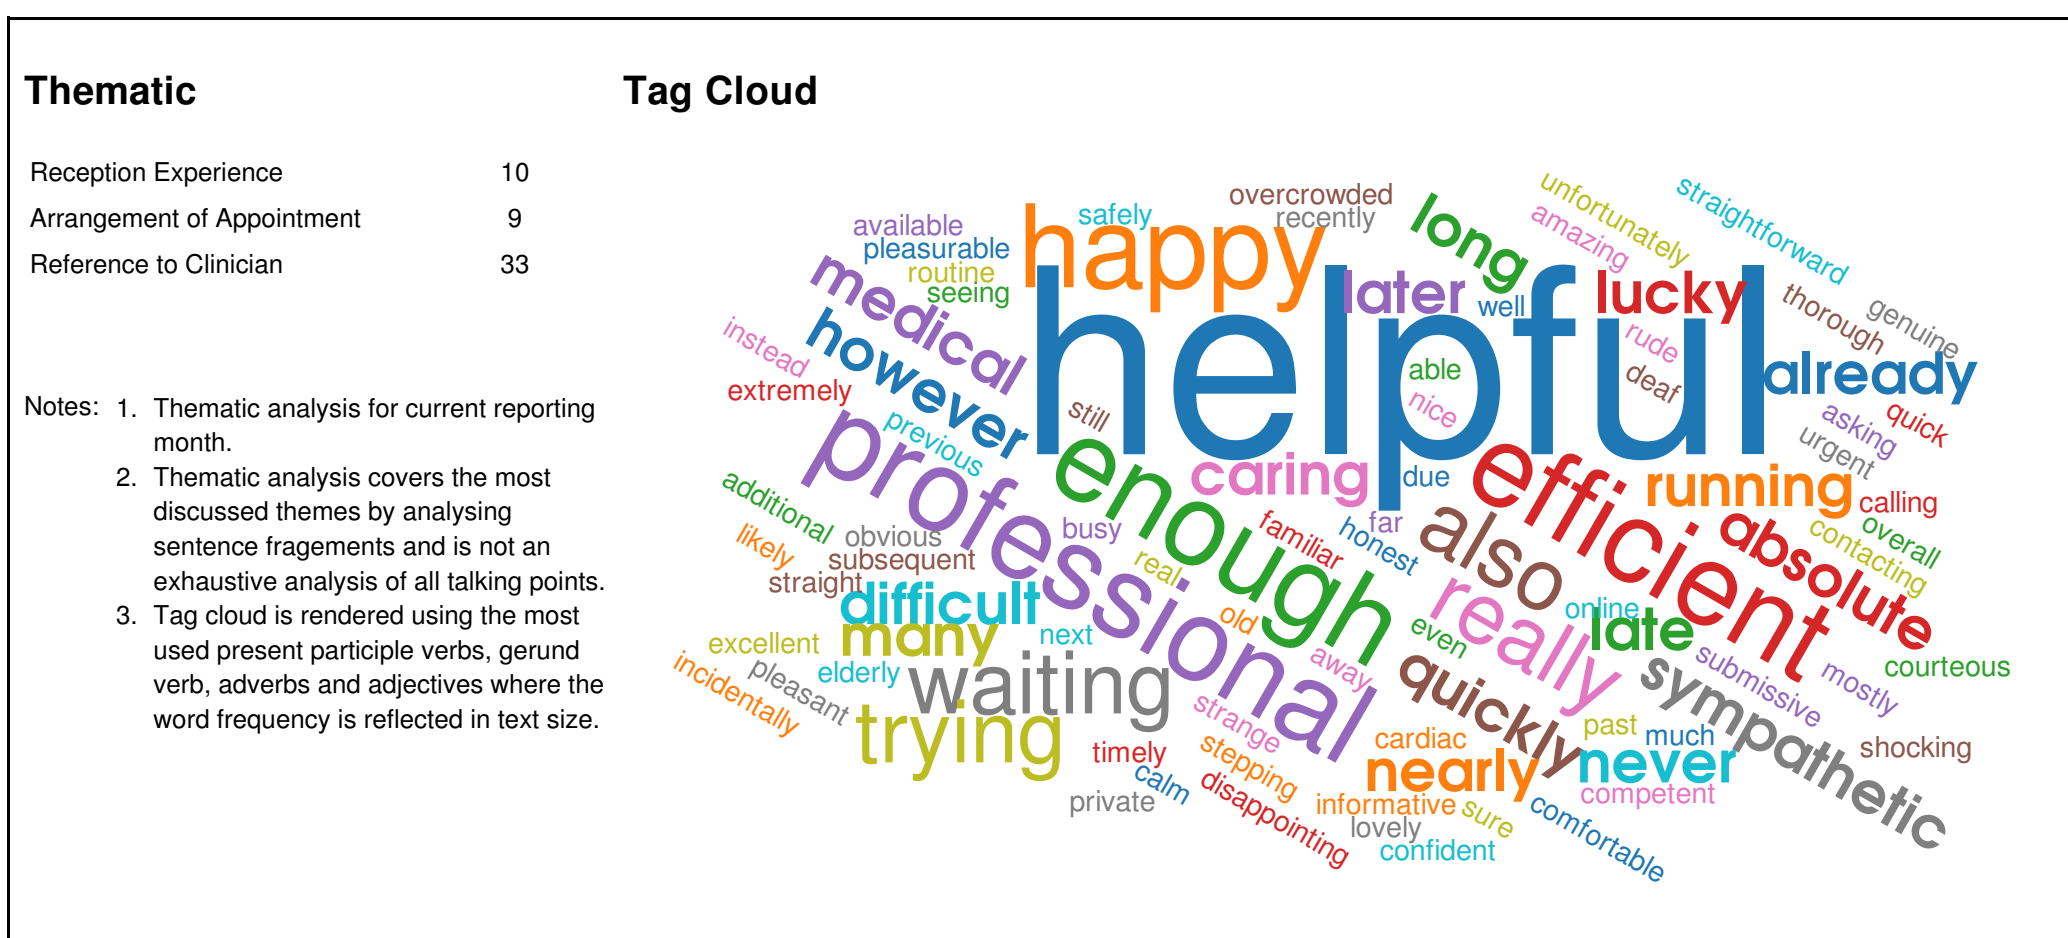 Thematic
Tag Cloud
Reception Experience 10
Arrangement of Appointment 9
Reference to Clinician 33
Notes: 1. Thematic analysis for current reporting
month.
2. Thematic analysis covers the most
discussed themes by analysing
sentence fragements and is not an
exhaustive analysis of all talking points.
3. Tag cloud is rendered using the most
used present participle verbs, gerund
verb, adverbs and adjectives where the
word frequency is reflected in text size.
overcrowded
unfortunately
straightforward
available
safely
happy
recently
long
amazing
pleasurable
routine
seeing
medical
helpful
later
well
lucky
thorough
genuine
instead
however
rude
already
extremely
able
deaf
nice
still
previous
asking
quick
urgent
professional
enough
caring
due
efficient
running
calling
additional
likely
obvious
subsequent
straight
busy
real
familiar
honest
far
also
absolute
overall
contacting
difficult
many
next
old
even
really
online
late
excellent
incidentally
pleasant
elderly
waiting
away
quickly
sympathetic
submissive
mostly
courteous
trying
strange
stepping
cardiac
past
much
shocking
timely
calm
nearly
never
private
disappointing
informative
sure
competent
comfortable
lovely
confident